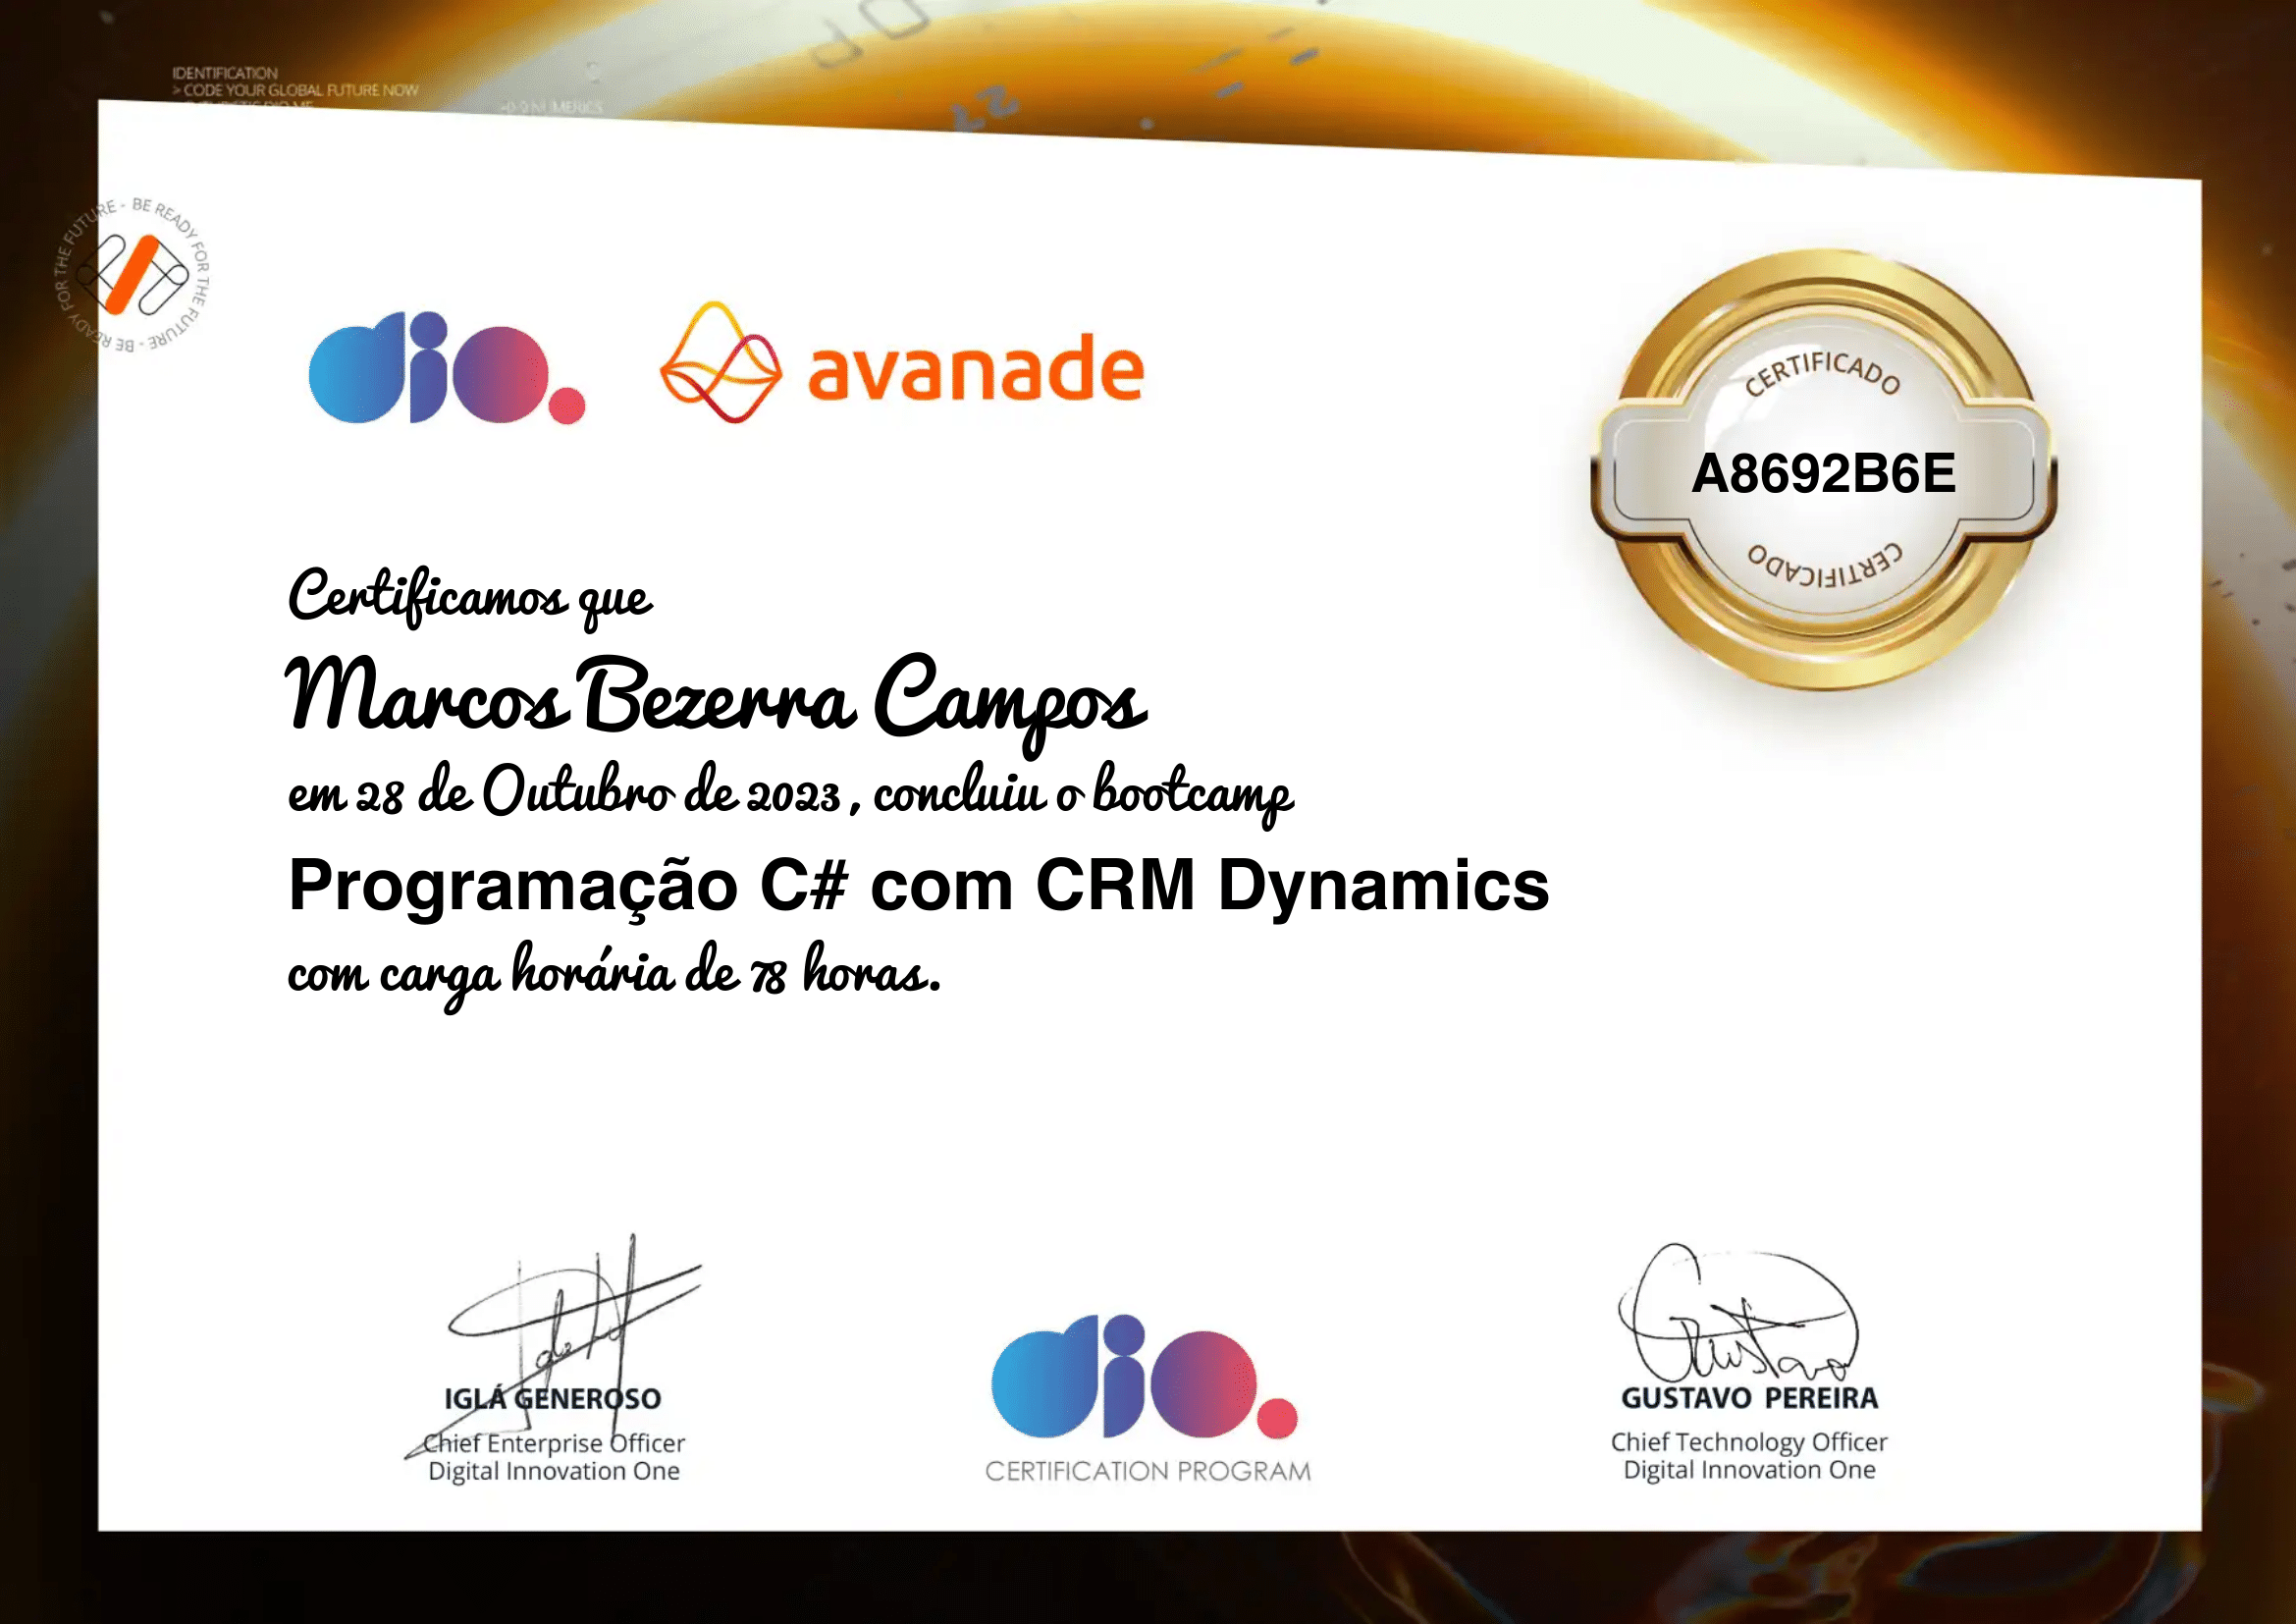 IDENTIFICATION
> CODE YOUR GLOBAL FUTURE NOW
BE READY FOR THE FUTURE - BE READY FOR THE FUTURE -
dio.
avanade
CERTIFICADO
A8692B6E
CERTIFICADO
Certificamos que
Marcos Bezerra Campos
em 28 de Outubro de 2023, concluiu o bootcamp
Programação C# com CRM Dynamics
com carga horária de 78 horas.
IGLÁ GENEROSO
Chief Enterprise Officer
Digital Innovation One
dio.
CERTIFICATION PROGRAM
Gustavo
GUSTAVO PEREIRA
Chief Technology Officer
Digital Innovation One